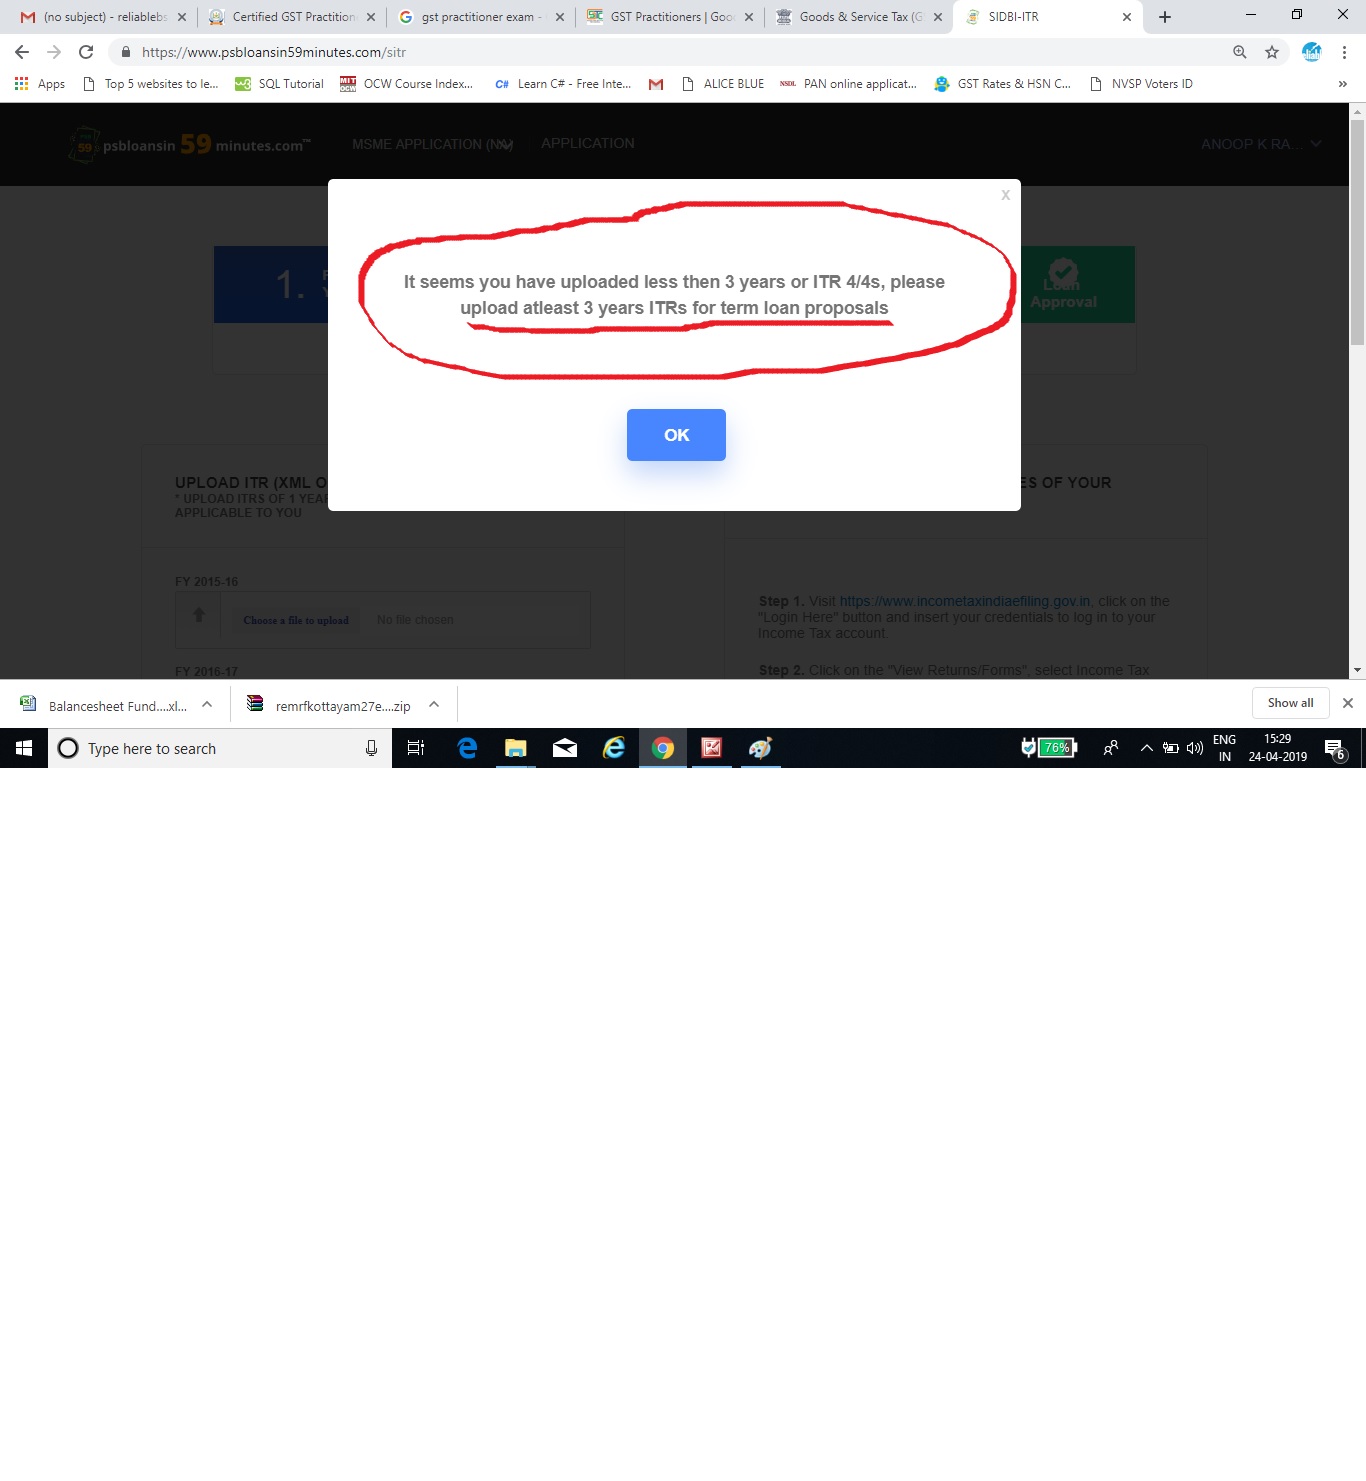 (no subject) - reliablebs
Certified GST Practition
gst practitioner exam -
GST Practitioners | Goo
Goods & Service Tax (G
SIDBI-ITR
https://www.psbloansin59minutes.com/sitr
Apps
Top 5 websites to le...
SQL Tutorial
OCW Course Index...
C# Learn C# - Free Inte...
ALICE BLUE
NSDL PAN online applicat...
GST Rates & HSN C...
NVSP Voters ID
psbloansin 59 minutes.com™
MSME APPLICATION
APPLICATION
ANOOP K RA...
X
It seems you have uploaded less then 3 years or ITR 4/4s, please
upload atleast 3 years ITRs for term loan proposals
OK
1.
Loan
Approval
UPLOAD ITR (XML O
* UPLOAD ITRS OF 1 YEA
APPLICABLE TO YOU
FY 2015-16
Choose a file to upload No file chosen
FY 2016-17
ES OF YOUR
Step 1. Visit https://www.incometaxindiaefiling.gov.in, click on the
"Login Here" button and insert your credentials to log in to your
Income Tax account.
Step 2. Click on the "View Returns/Forms", select Income Tax
Balancesheet Fund....xl...
remrfkottayam27e....zip
Show all
Type here to search
76%
ENG
IN
15:29
24-04-2019
6